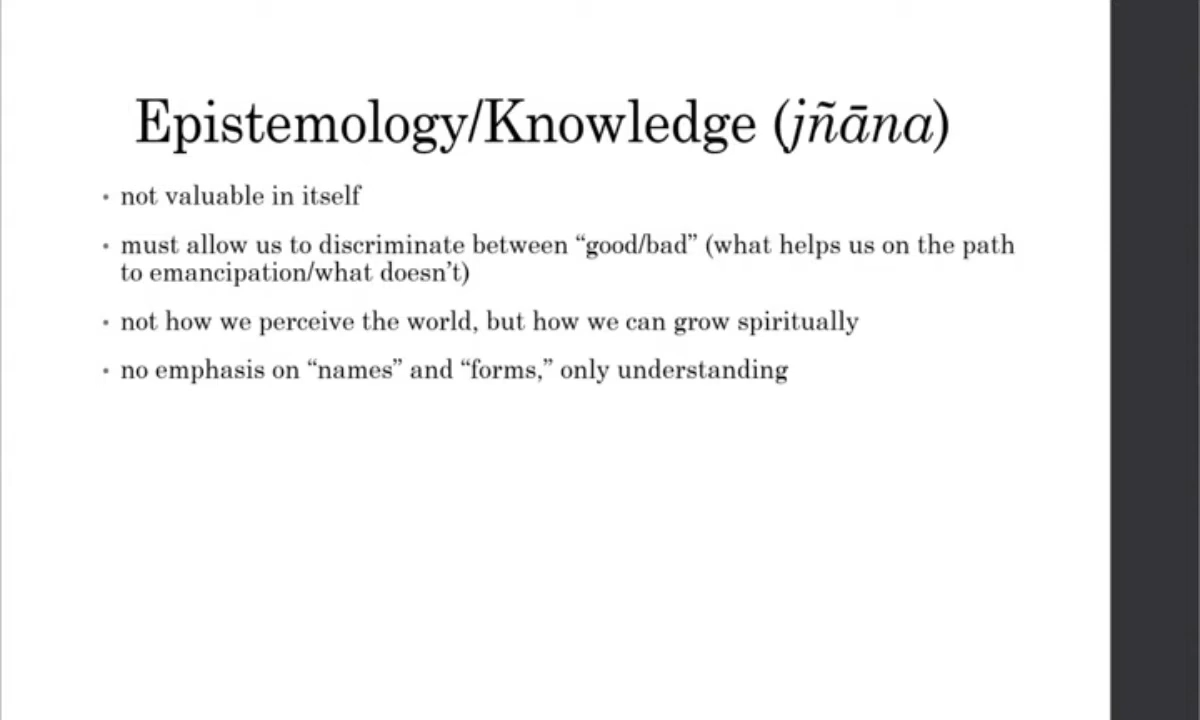 Epistemology/Knowledge (jñāna)
• not valuable in itself
• must allow us to discriminate between “good/bad” (what helps us on the path
to emancipation/what doesn’t)
• not how we perceive the world, but how we can grow spiritually
• no emphasis on “names” and “forms,” only understanding